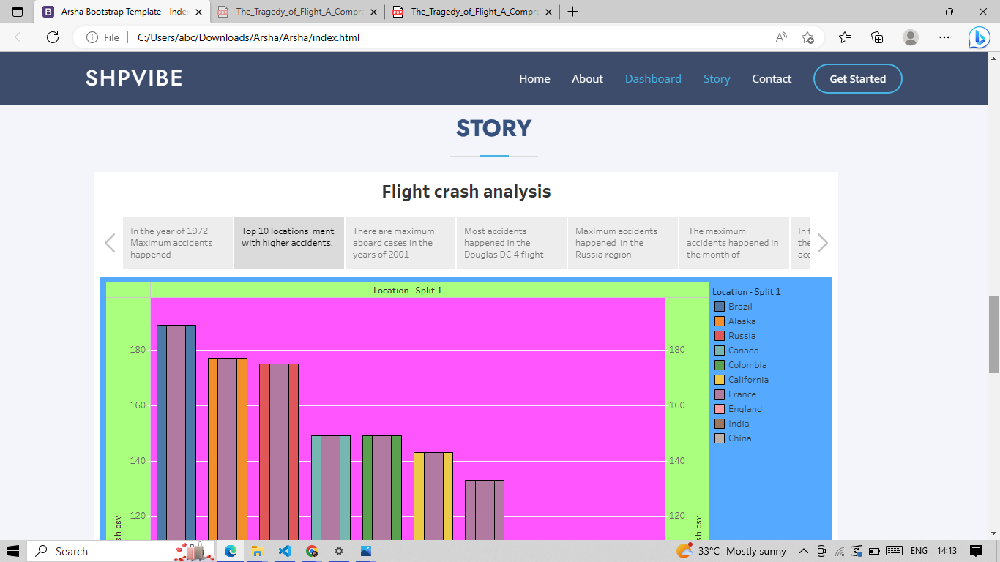 Arsha Bootstrap Template - Index
The_Tragedy_of_Flight_A_Compre
The_Tragedy_of_Flight_A_Compre
File
C:/Users/abc/Downloads/Arsha/Arsha/index.html
SHPVIBE
Home About Dashboard Story Contact Get Started
STORY
Flight crash analysis
In the year of 1972
Maximum accidents
happened
Top 10 locations ment
with higher accidents.
There are maximum
aboard cases in the
years of 2001
Most accidents
happened in the
Douglas DC-4 flight
Maximum accidents
happened in the
Russia region
The maximum
accidents happened in
the month of
Location - Split 1
180
160
140
120
sh.csv
180
160
140
120
sh.csv
Location - Split 1
Brazil
Alaska
Russia
Canada
Colombia
California
France
England
India
China
Search
33°C Mostly sunny
ENG
14:13